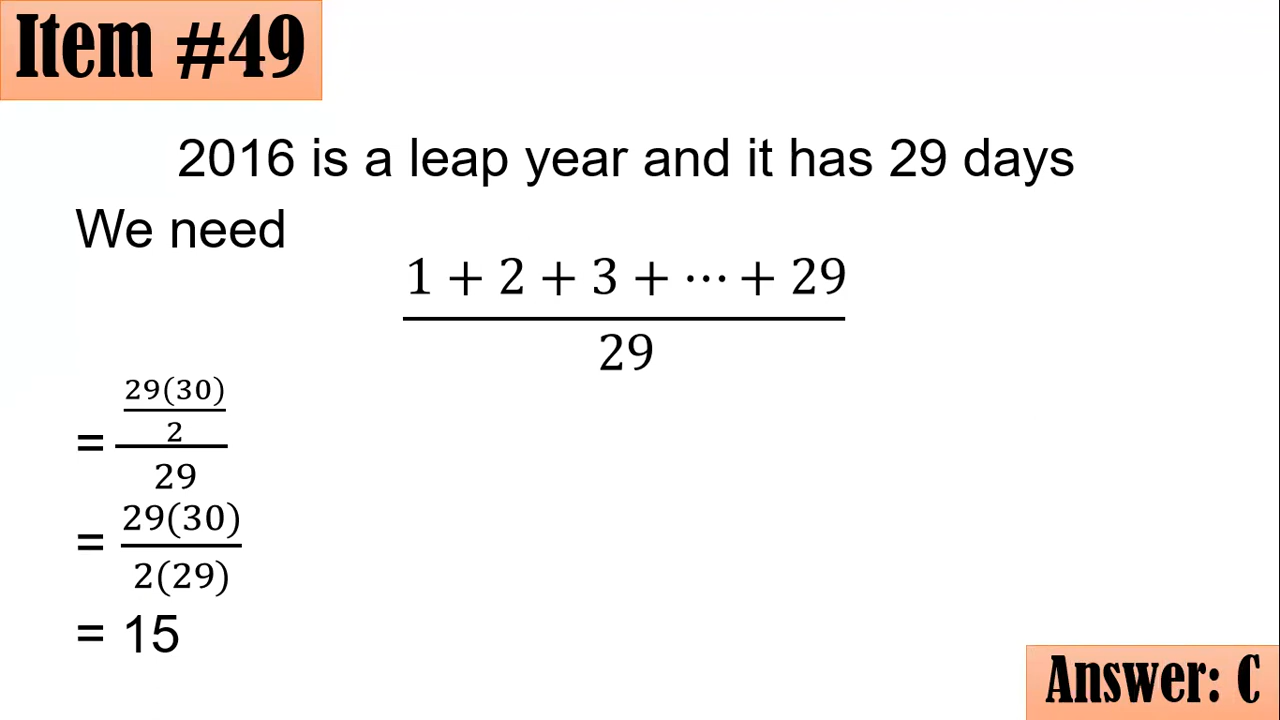 Item #49
2016 is a leap year and it has 29 days
We need
1 + 2 + 3 + ⋯ + 29
29
29(30)
2
=
29
29(30)
=
2(29)
= 15
Answer: C